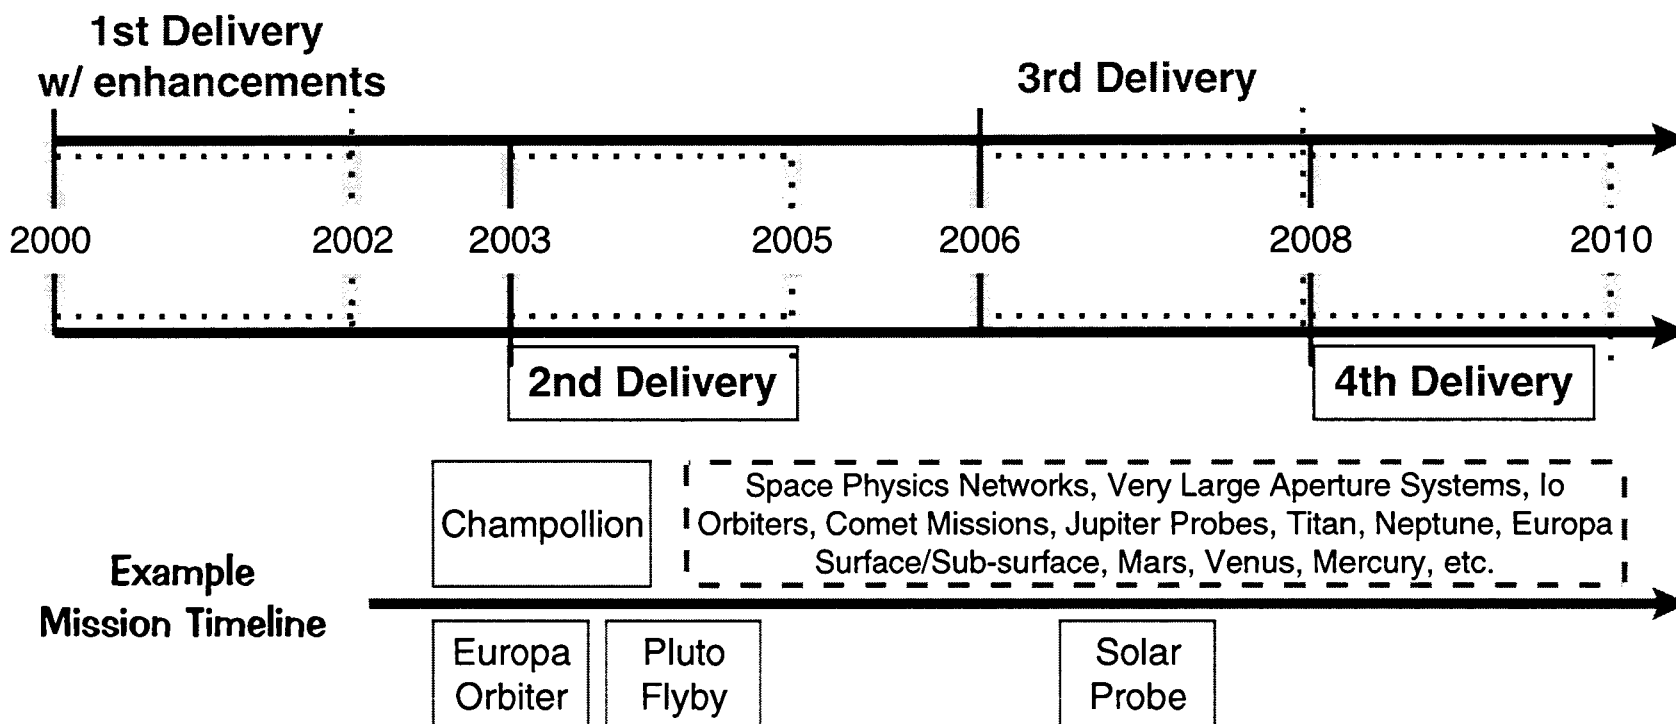 1st Delivery
w/ enhancements
3rd Delivery
2000 2002 2003 2005 2006 2008 2010
2nd Delivery
4th Delivery
Champollion
Space Physics Networks, Very Large Aperture Systems, Io
Orbiters, Comet Missions, Jupiter Probes, Titan, Neptune, Europa
Surface/Sub-surface, Mars, Venus, Mercury, etc.
Example
Mission Timeline
Europa
Orbiter
Pluto
Flyby
Solar
Probe